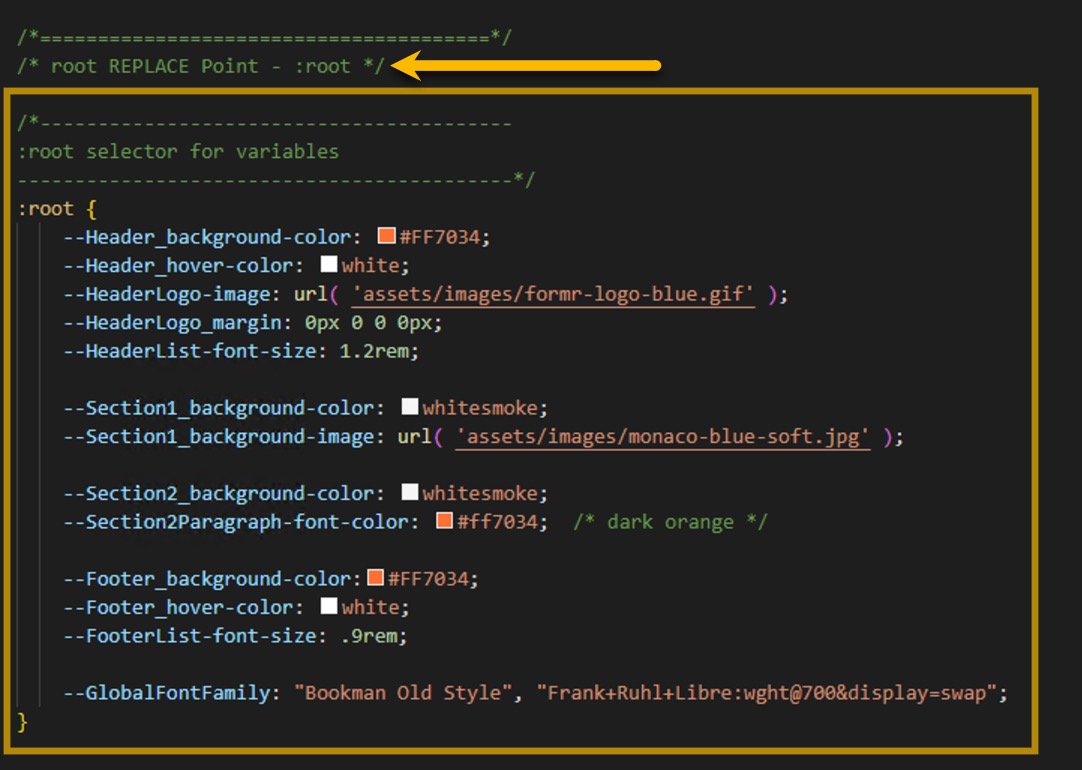 /*=======================================*/
/* root REPLACE Point - :root */
/*-----------------------------------------
:root selector for variables
-------------------------------------------*/
:root {
--Header_background-color: #FF7034;
--Header_hover-color: white;
--HeaderLogo-image: url( 'assets/images/formr-logo-blue.gif' );
--HeaderLogo_margin: 0px 0 0 0px;
--HeaderList-font-size: 1.2rem;
--Section1_background-color: whitesmoke;
--Section1_background-image: url( 'assets/images/monaco-blue-soft.jpg' );
--Section2_background-color: whitesmoke;
--Section2Paragraph-font-color: #ff7034; /* dark orange */
--Footer_background-color: #FF7034;
--Footer_hover-color: white;
--FooterList-font-size: .9rem;
--GlobalFontFamily: "Bookman Old Style", "Frank+Ruhl+Libre:wght@700&display=swap";
}